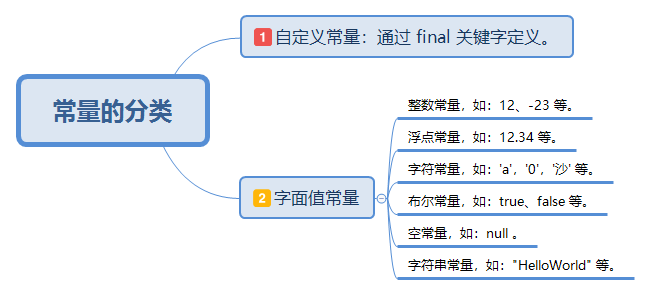 常量的分类
1 自定义常量：通过 final 关键字定义。
2 字面值常量
整数常量，如：12、-23 等。
浮点常量，如：12.34 等。
字符常量，如：'a'，'0'，'沙' 等。
布尔常量，如：true、false 等。
空常量，如：null 。
字符串常量，如："HelloWorld" 等。